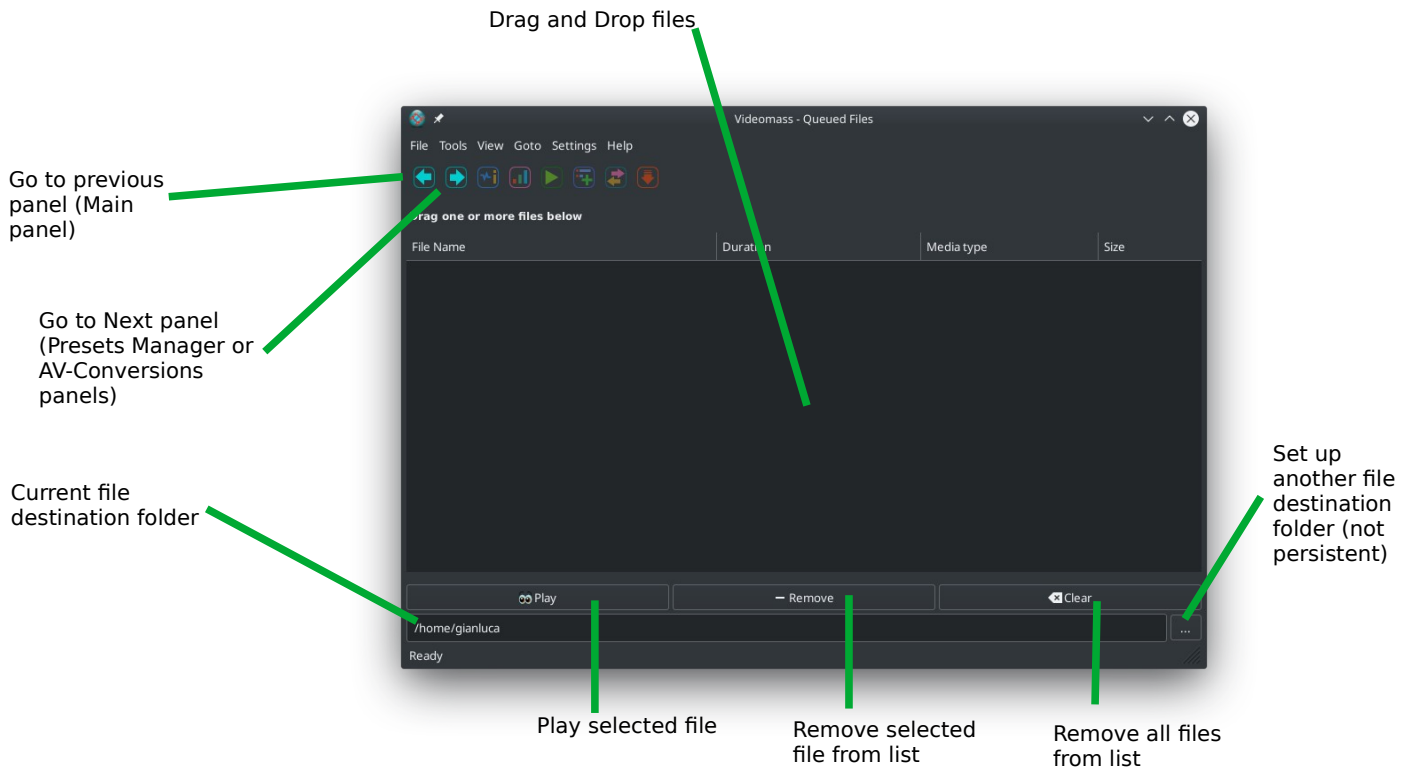 Drag and Drop files
Videomass - Queued Files
File Tools View Goto Settings Help
Go to previous
panel (Main
panel)
Drag one or more files below
File Name Duration Media type Size
Go to Next panel
(Presets Manager or
AV-Conversions
panels)
Set up
another file
destination
folder (not
persistent)
Current file
destination folder
Play Remove Clear
/home/gianluca ...
Ready
Play selected file
Remove selected
file from list
Remove all files
from list